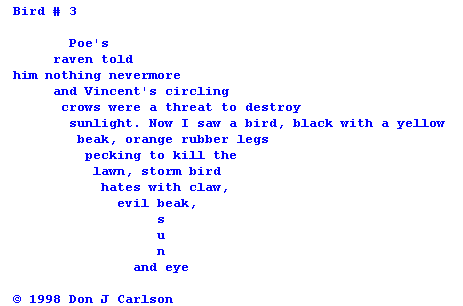 Bird # 3
Poe's
raven told
him nothing nevermore
and Vincent's circling
crows were a threat to destroy
sunlight. Now I saw a bird, black with a yellow
beak, orange rubber legs
pecking to kill the
lawn, storm bird
hates with claw,
evil beak,
s
u
n
and eye
© 1998 Don J Carlson